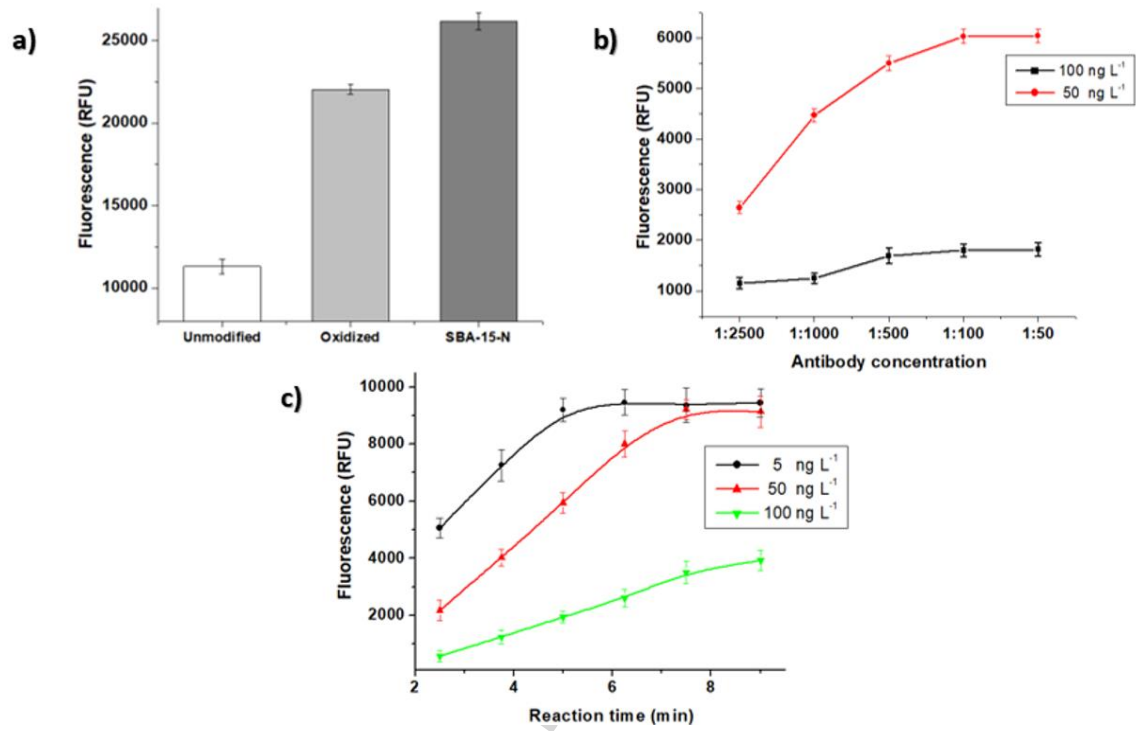 a)
Fluorescence (RFU)
25000
20000
15000
10000
Unmodified Oxidized SBA-15-N
b)
Fluorescence (RFU)
6000
5000
4000
3000
2000
1000
1:2500 1:1000 1:500 1:100 1:50
Antibody concentration
100 ng L⁻¹
50 ng L⁻¹
c)
Fluorescence (RFU)
10000
8000
6000
4000
2000
2 4 6 8
Reaction time (min)
5 ng L⁻¹
50 ng L⁻¹
100 ng L⁻¹